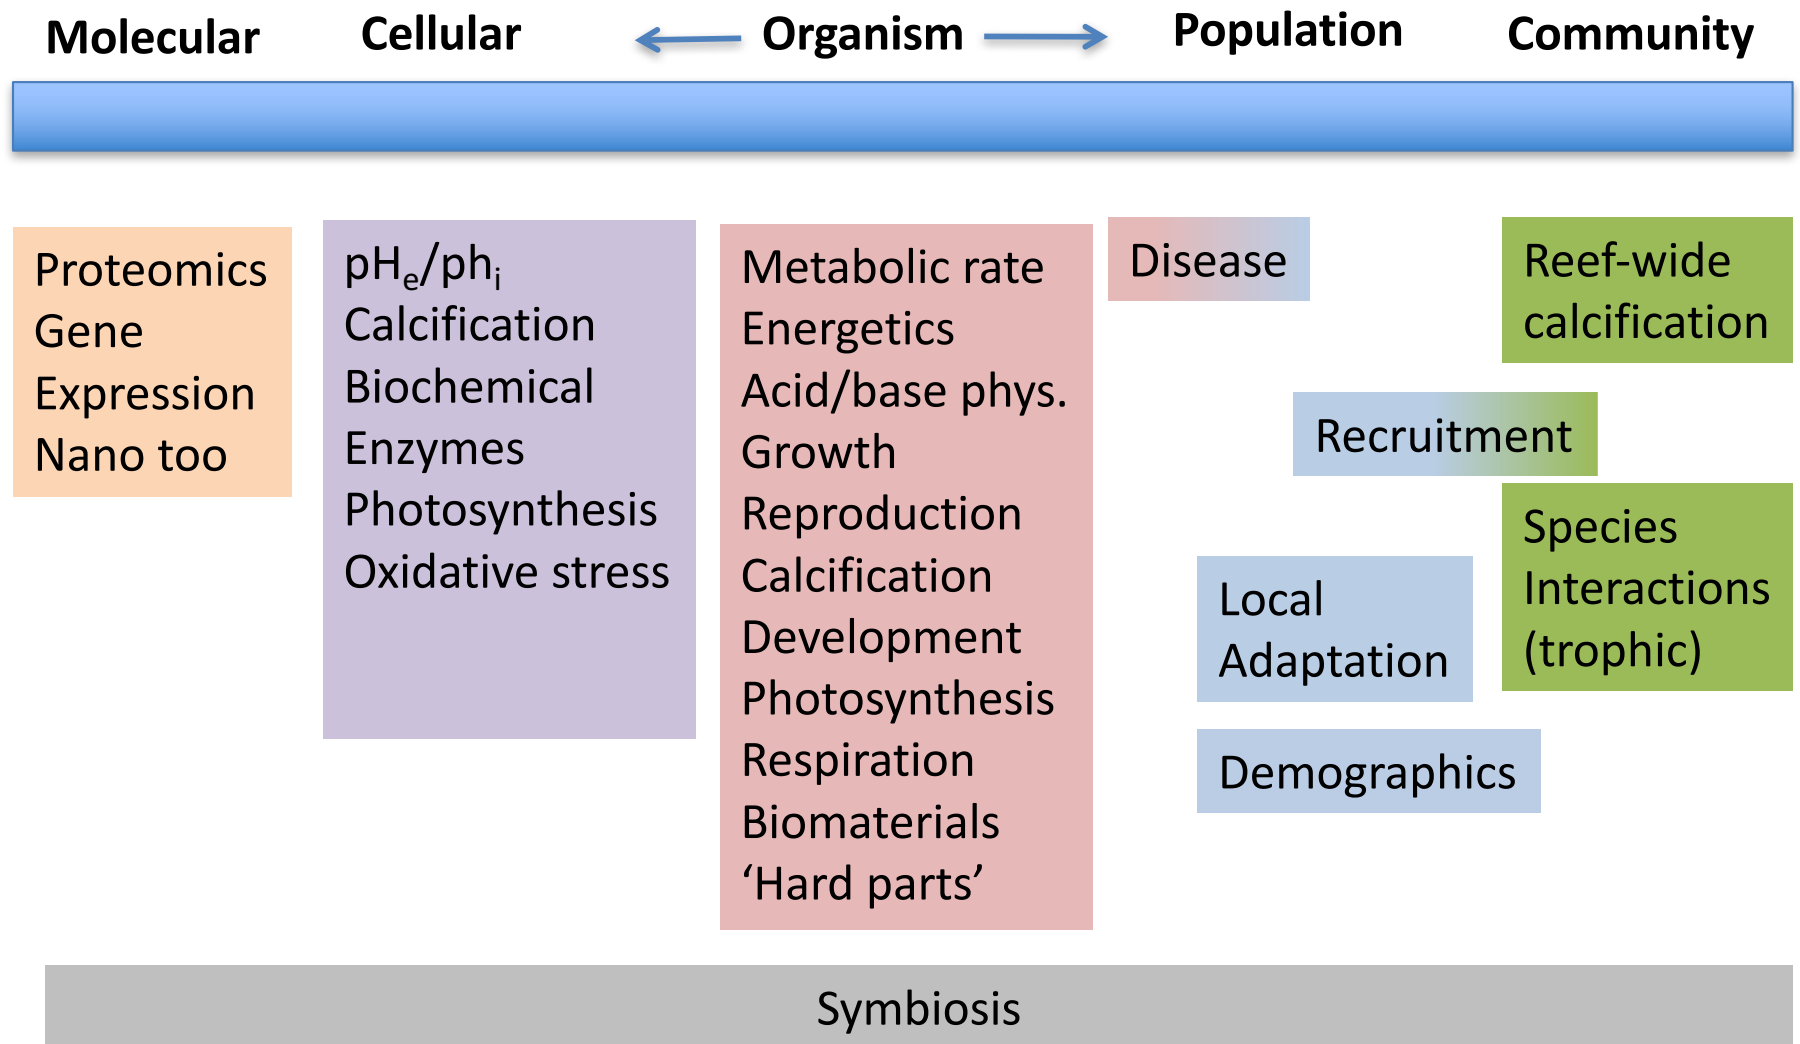 Molecular
Cellular
Organism
Population
Community
Proteomics
Gene
Expression
Nano too
pHₑ/phᵢ
Calcification
Biochemical
Enzymes
Photosynthesis
Oxidative stress
Metabolic rate
Energetics
Acid/base phys.
Growth
Reproduction
Calcification
Development
Photosynthesis
Respiration
Biomaterials
‘Hard parts’
Disease
Reef-wide
calcification
Recruitment
Species
Interactions
(trophic)
Local
Adaptation
Demographics
Symbiosis